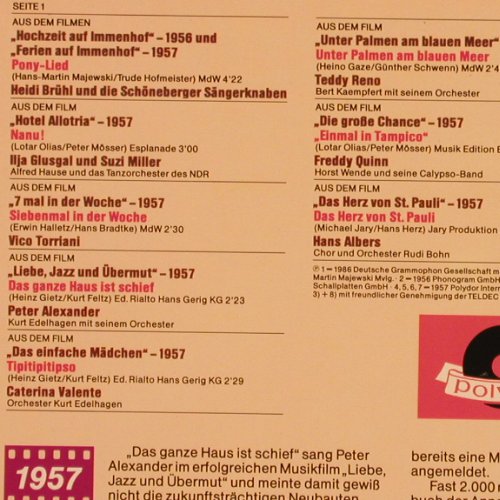 SEITE 1
AUS DEN FILMEN
„Hochzeit auf Immenhof“ – 1956 und
„Ferien auf Immenhof“ – 1957
Pony-Lied
(Hans-Martin Majewski/Trude Hofmeister) MdW 4'22
Heidi Brühl und die Schöneberger Sängerknaben
AUS DEM FILM
„Hotel Allotria“ – 1957
Nanu!
(Lotar Olias/Peter Mösser) Esplanade 3'00
Ilja Glusgal und Suzi Miller
Alfred Hause und das Tanzorchester des NDR
AUS DEM FILM
„7 mal in der Woche“ – 1957
Siebenmal in der Woche
(Erwin Halletz/Hans Bradtke) MdW 2'30
Vico Torriani
AUS DEM FILM
„Liebe, Jazz und Übermut“ – 1957
Das ganze Haus ist schief
(Heinz Gietz/Kurt Feltz) Ed. Rialto Hans Gerig KG 2'23
Peter Alexander
Kurt Edelhagen mit seinem Orchester
AUS DEM FILM
„Das einfache Mädchen“ – 1957
Tipitipitipso
(Heinz Gietz/Kurt Feltz) Ed. Rialto Hans Gerig KG 2'29
Caterina Valente
Orchester Kurt Edelhagen
AUS DEM FILM
„Unter Palmen am blauen Meer“
Unter Palmen am blauen Meer
(Heino Gaze/Günther Schwenn) MdW 2'4
Teddy Reno
Bert Kaempfert mit seinem Orchester
AUS DEM FILM
„Die große Chance“ – 1957
„Einmal in Tampico“
(Lotar Olias/Peter Mösser) Musik Edition
Freddy Quinn
Horst Wende und seine Calypso-Band
AUS DEM FILM
„Das Herz von St. Pauli“ – 1957
Das Herz von St. Pauli
(Michael Jary/Hans Herz) Jary Produktion
Hans Albers
Chor und Orchester Rudi Bohn
℗ 1 – 1986 Deutsche Grammophon Gesellschaft m
Martin Majewski Mvlg. · 2 – 1956 Phonogram GmbH
Schallplatten GmbH · 4, 5, 6, 7 – 1957 Polydor Intern
3) + 8) mit freundlicher Genehmigung der TELDEC
poly
1957
„Das ganze Haus ist schief“ sang Peter
Alexander im erfolgreichen Musikfilm „Liebe,
Jazz und Übermut“ und meinte damit gewiß
nicht die zukunftsträchtigen Neubauten
bereits eine M
angemeldet.
Fast 2.000